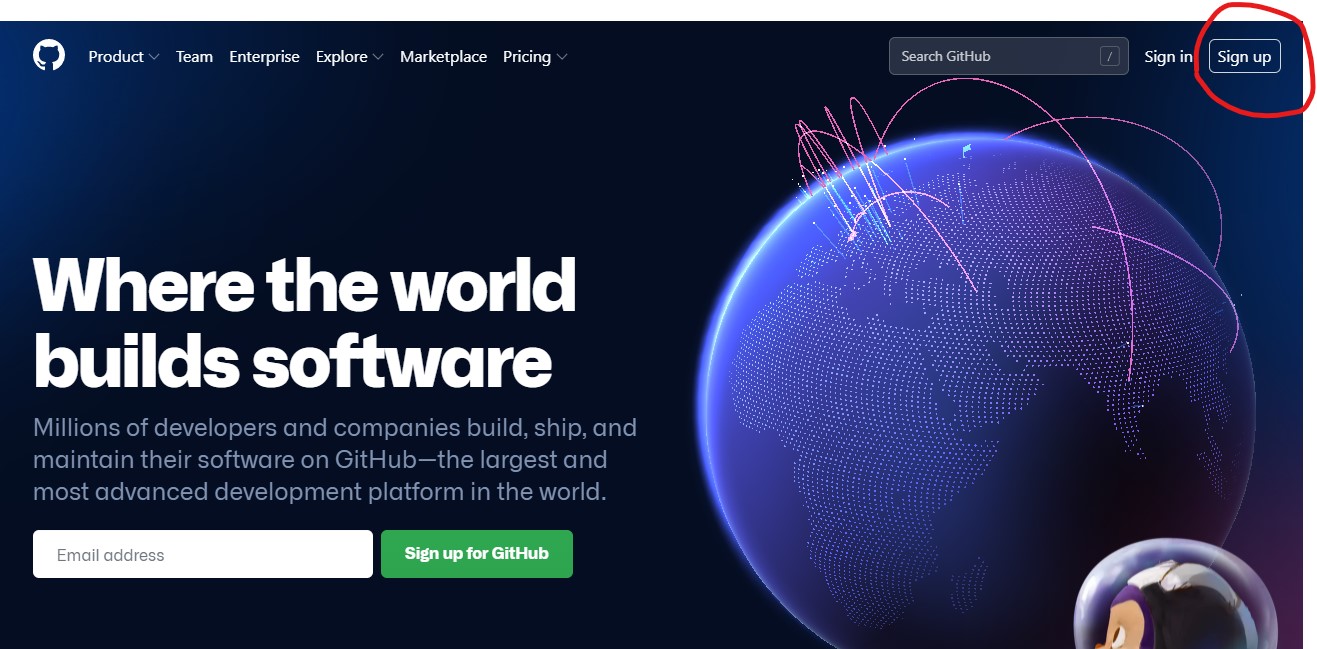 Product Team Enterprise Explore Marketplace Pricing Search GitHub / Sign in Sign up
Where the world
builds software
Millions of developers and companies build, ship, and
maintain their software on GitHub—the largest and
most advanced development platform in the world.
Email address Sign up for GitHub